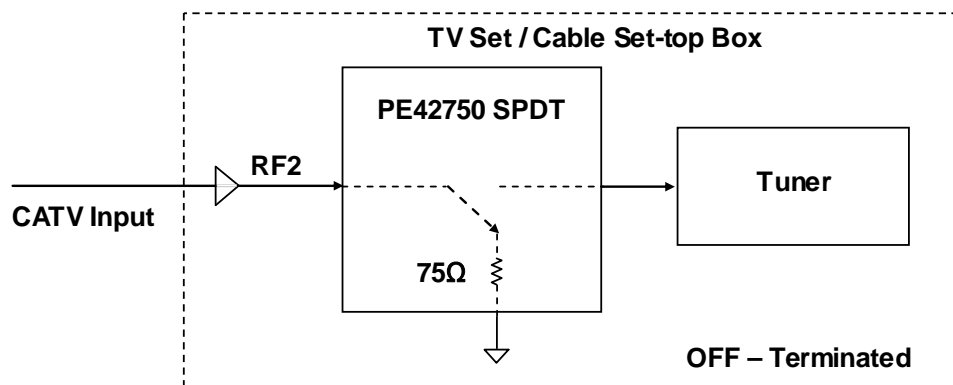 TV Set / Cable Set-top Box
PE42750 SPDT
RF2
Tuner
CATV Input
75Ω
OFF – Terminated